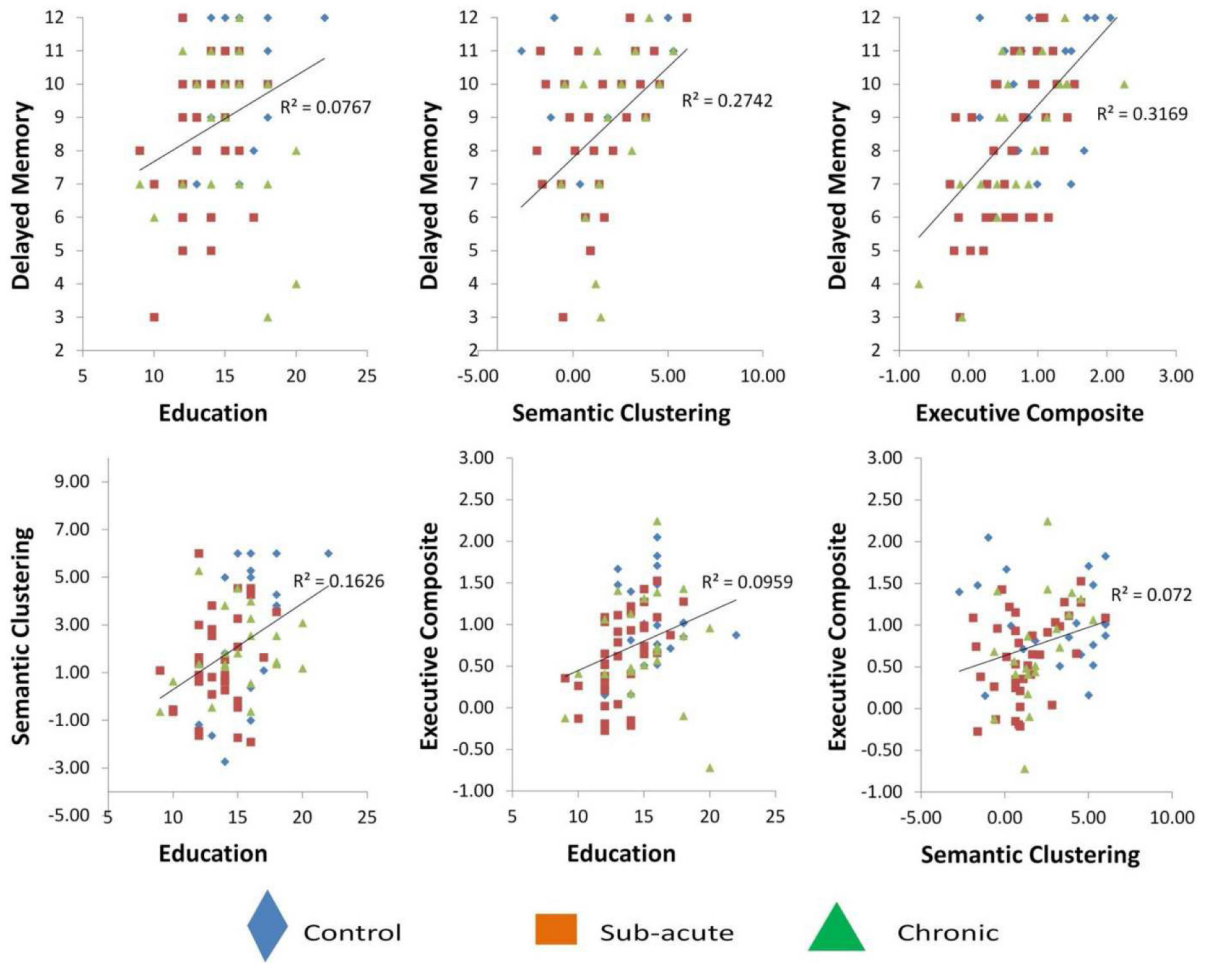 12
11
10
9
8
7
6
5
4
3
2
Delayed Memory
R² = 0.0767
5 10 15 20 25
Education
12
11
10
9
8
7
6
5
4
3
2
Delayed Memory
R² = 0.2742
-5.00 0.00 5.00 10.00
Semantic Clustering
12
11
10
9
8
7
6
5
4
3
2
Delayed Memory
R² = 0.3169
-1.00 0.00 1.00 2.00 3.00
Executive Composite
9.00
7.00
5.00
3.00
1.00
-1.00
-3.00
-5.00
Semantic Clustering
R² = 0.1626
5 10 15 20 25
Education
3.00
2.50
2.00
1.50
1.00
0.50
0.00
-0.50
-1.00
Executive Composite
R² = 0.0959
5 10 15 20 25
Education
3.00
2.50
2.00
1.50
1.00
0.50
0.00
-0.50
-1.00
Executive Composite
R² = 0.072
-5.00 0.00 5.00 10.00
Semantic Clustering
Control Sub-acute Chronic